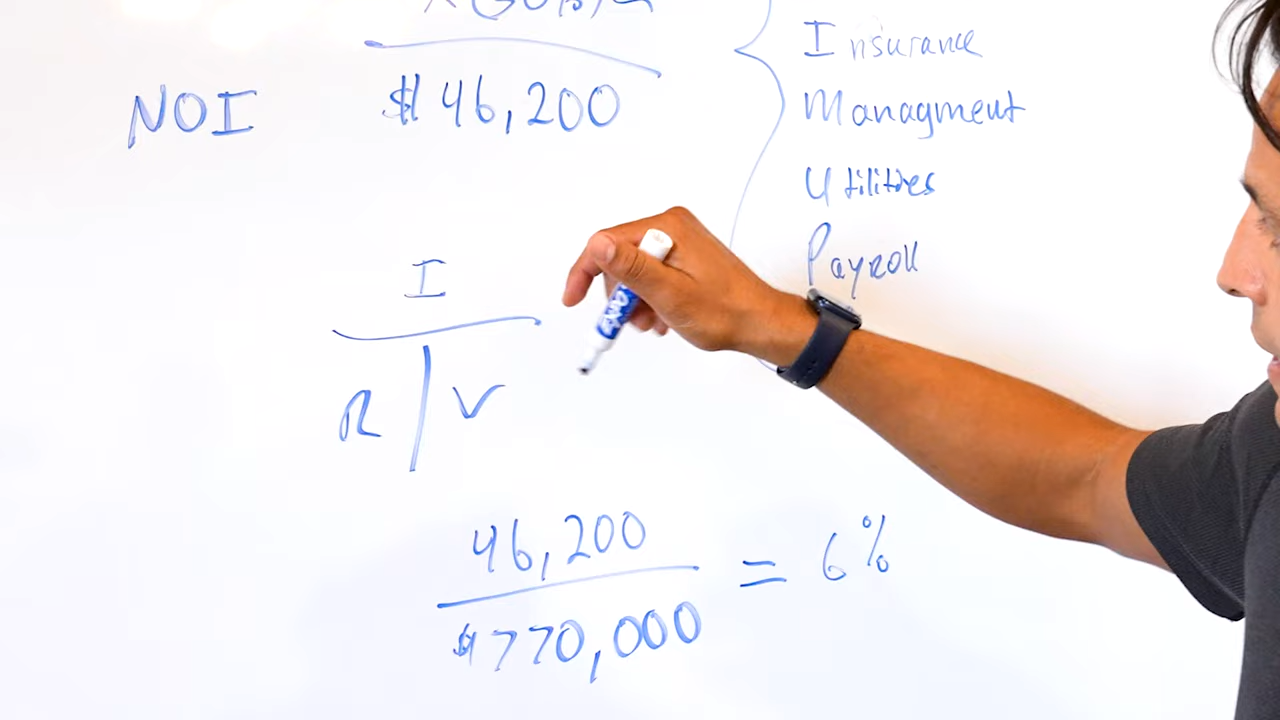 Insurance
NOI $46,200
Managment
Utilities
Payroll
I
R | V
46,200
$770,000
= 6%